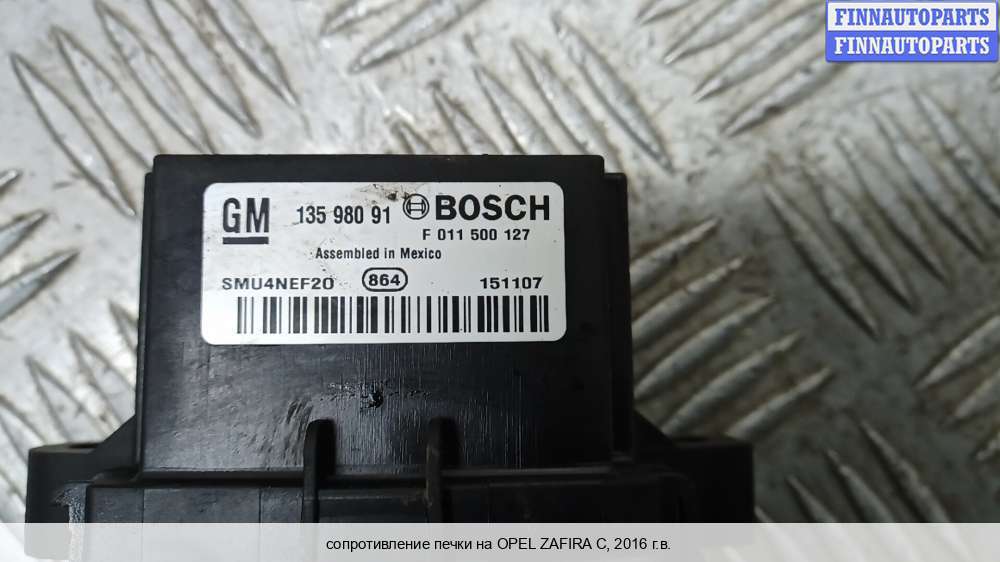 FINNAUTOPARTS
FINNAUTOPARTS
GM 135 980 91 BOSCH
F 011 500 127
Assembled in Mexico
SMU4NEF20 864 151107
сопротивление печки на OPEL ZAFIRA C, 2016 г.в.